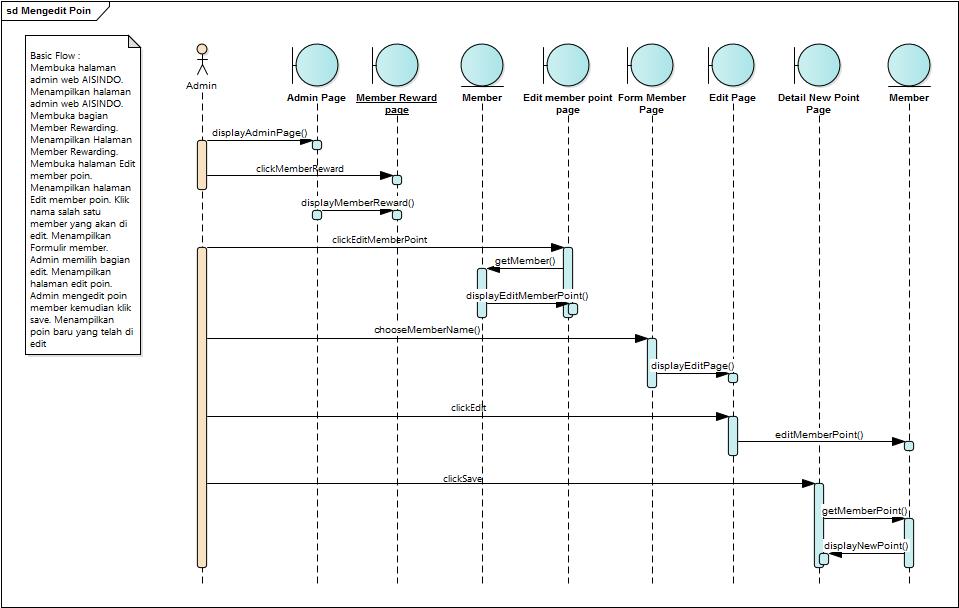 sd Mengedit Poin
Basic Flow :
Membuka halaman
admin web AISINDO.
Menampilkan halaman
admin web AISINDO.
Membuka bagian
Member Rewarding.
Menampilkan Halaman
Member Rewarding.
Membuka halaman Edit
member poin.
Menampilkan halaman
Edit member poin. Klik
nama salah satu
member yang akan di
edit. Menampilkan
Formulir member.
Admin memilih bagian
edit. Menampilkan
halaman edit poin.
Admin mengedit poin
member kemudian klik
save. Menampilkan
poin baru yang telah di
edit
Admin
Admin Page
Member Reward
page
Member
Edit member point
page
Form Member
Page
Edit Page
Detail New Point
Page
Member
displayAdminPage()
clickMemberReward
displayMemberReward()
clickEditMemberPoint
getMember()
displayEditMemberPoint()
chooseMemberName()
displayEditPage()
clickEdit
editMemberPoint()
clickSave
getMemberPoint()
displayNewPoint()